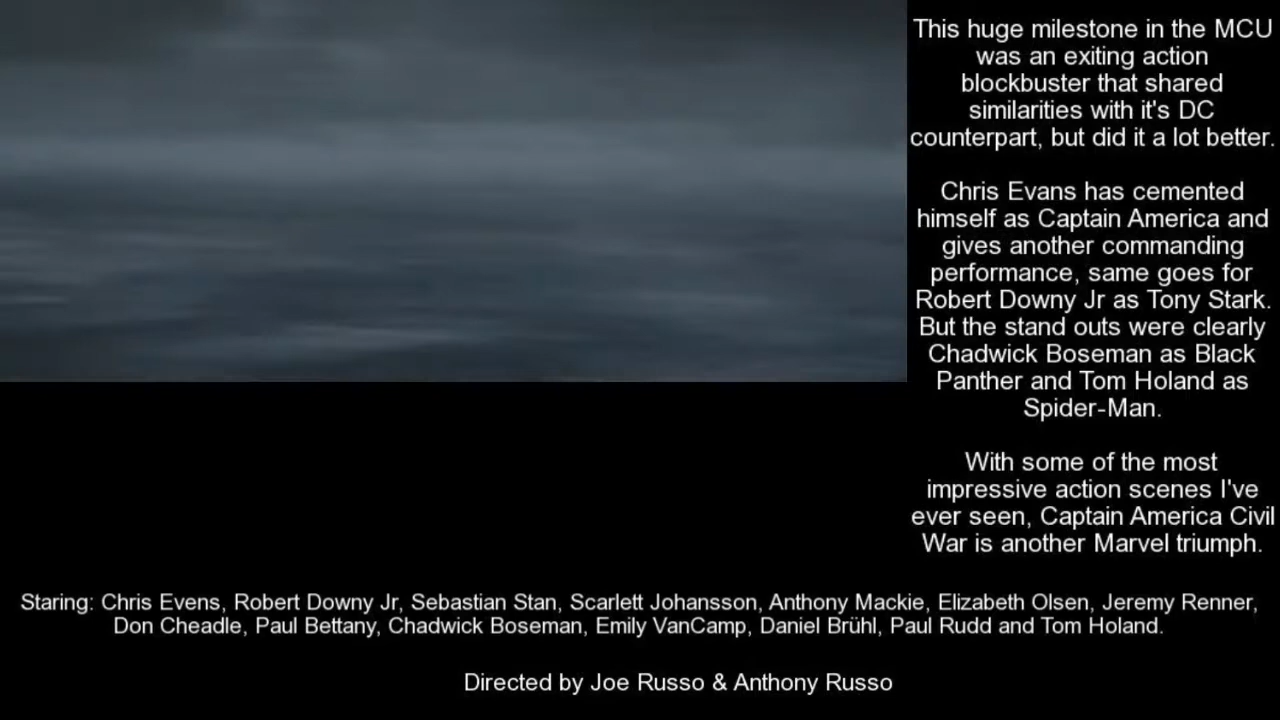 This huge milestone in the MCU
was an exiting action
blockbuster that shared
similarities with it's DC
counterpart, but did it a lot better.
Chris Evans has cemented
himself as Captain America and
gives another commanding
performance, same goes for
Robert Downy Jr as Tony Stark.
But the stand outs were clearly
Chadwick Boseman as Black
Panther and Tom Holand as
Spider-Man.
With some of the most
impressive action scenes I've
ever seen, Captain America Civil
War is another Marvel triumph.
Staring: Chris Evens, Robert Downy Jr, Sebastian Stan, Scarlett Johansson, Anthony Mackie, Elizabeth Olsen, Jeremy Renner,
Don Cheadle, Paul Bettany, Chadwick Boseman, Emily VanCamp, Daniel Brühl, Paul Rudd and Tom Holand.
Directed by Joe Russo & Anthony Russo